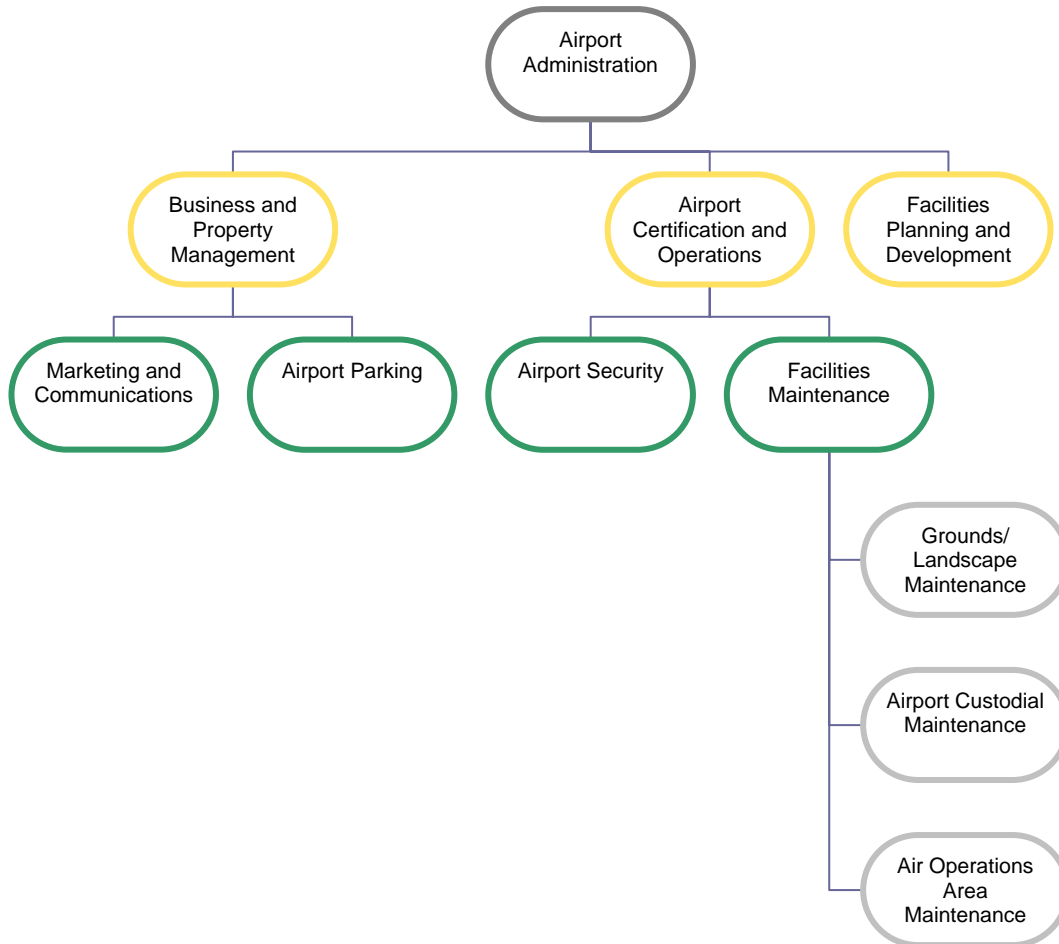 Airport
Administration
Business and
Property
Management
Airport
Certification and
Operations
Facilities
Planning and
Development
Marketing and
Communications
Airport Parking
Airport Security
Facilities
Maintenance
Grounds/
Landscape
Maintenance
Airport Custodial
Maintenance
Air Operations
Area
Maintenance